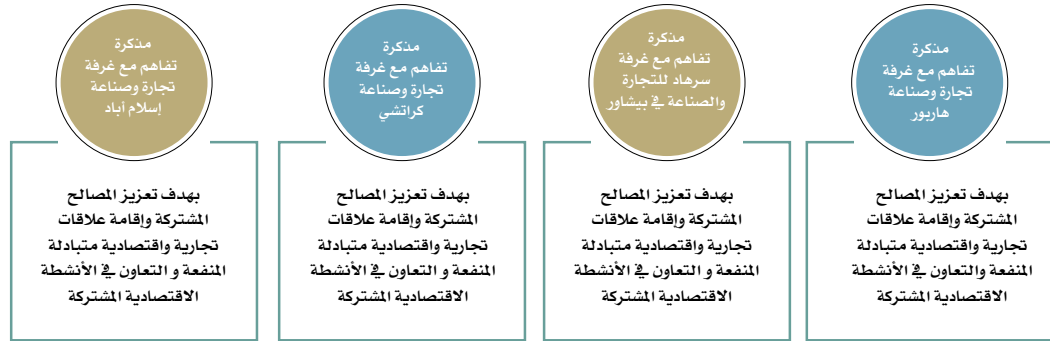 مذكرة
تفاهم مع غرفة
تجارة وصناعة
هاربور
بهدف تعزيز المصالح
المشتركة وإقامة علاقات
تجارية واقتصادية متبادلة
المنفعة والتعاون في الأنشطة
الاقتصادية المشتركة
مذكرة
تفاهم مع غرفة
سرهاد للتجارة
والصناعة في بيشاور
بهدف تعزيز المصالح
المشتركة وإقامة علاقات
تجارية واقتصادية متبادلة
المنفعة و التعاون في الأنشطة
الاقتصادية المشتركة
مذكرة
تفاهم مع غرفة
تجارة وصناعة
كراتشي
بهدف تعزيز المصالح
المشتركة وإقامة علاقات
تجارية واقتصادية متبادلة
المنفعة و التعاون في الأنشطة
الاقتصادية المشتركة
مذكرة
تفاهم مع غرفة
تجارة وصناعة
إسلام أباد
بهدف تعزيز المصالح
المشتركة وإقامة علاقات
تجارية واقتصادية متبادلة
المنفعة و التعاون في الأنشطة
الاقتصادية المشتركة